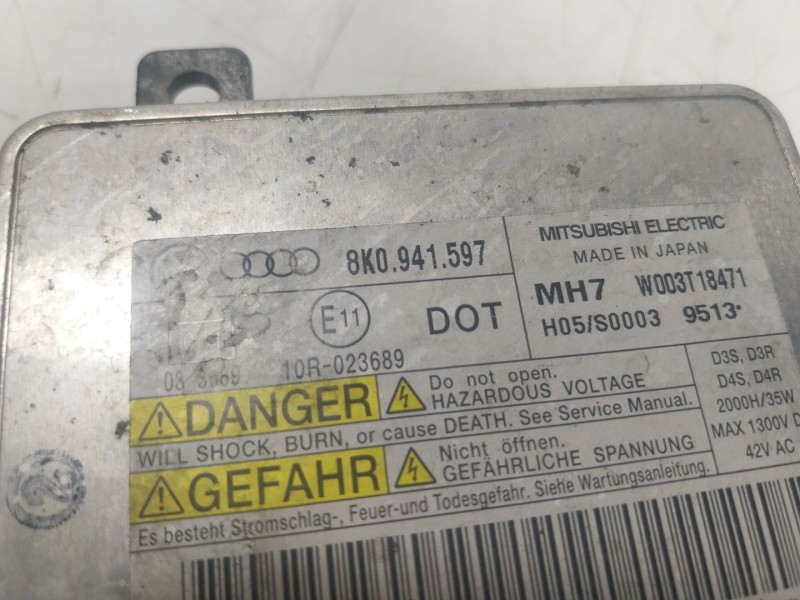 8K0.941.597
MITSUBISHI ELECTRIC
MADE IN JAPAN
MH7 W003T18471
H05/S0003 9513
E11
DOT
10R-023689
DANGER
Do not open.
HAZARDOUS VOLTAGE
WILL SHOCK, BURN, or cause DEATH. See Service Manual.
GEFAHR
Nicht öffnen.
GEFÄHRLICHE SPANNUNG
Es besteht Stromschlag-, Feuer-und Todesgefahr. Siehe Wartungsanleitung.
D3S, D3R
D4S, D4R
2000H/35W
MAX 1300V
42V AC